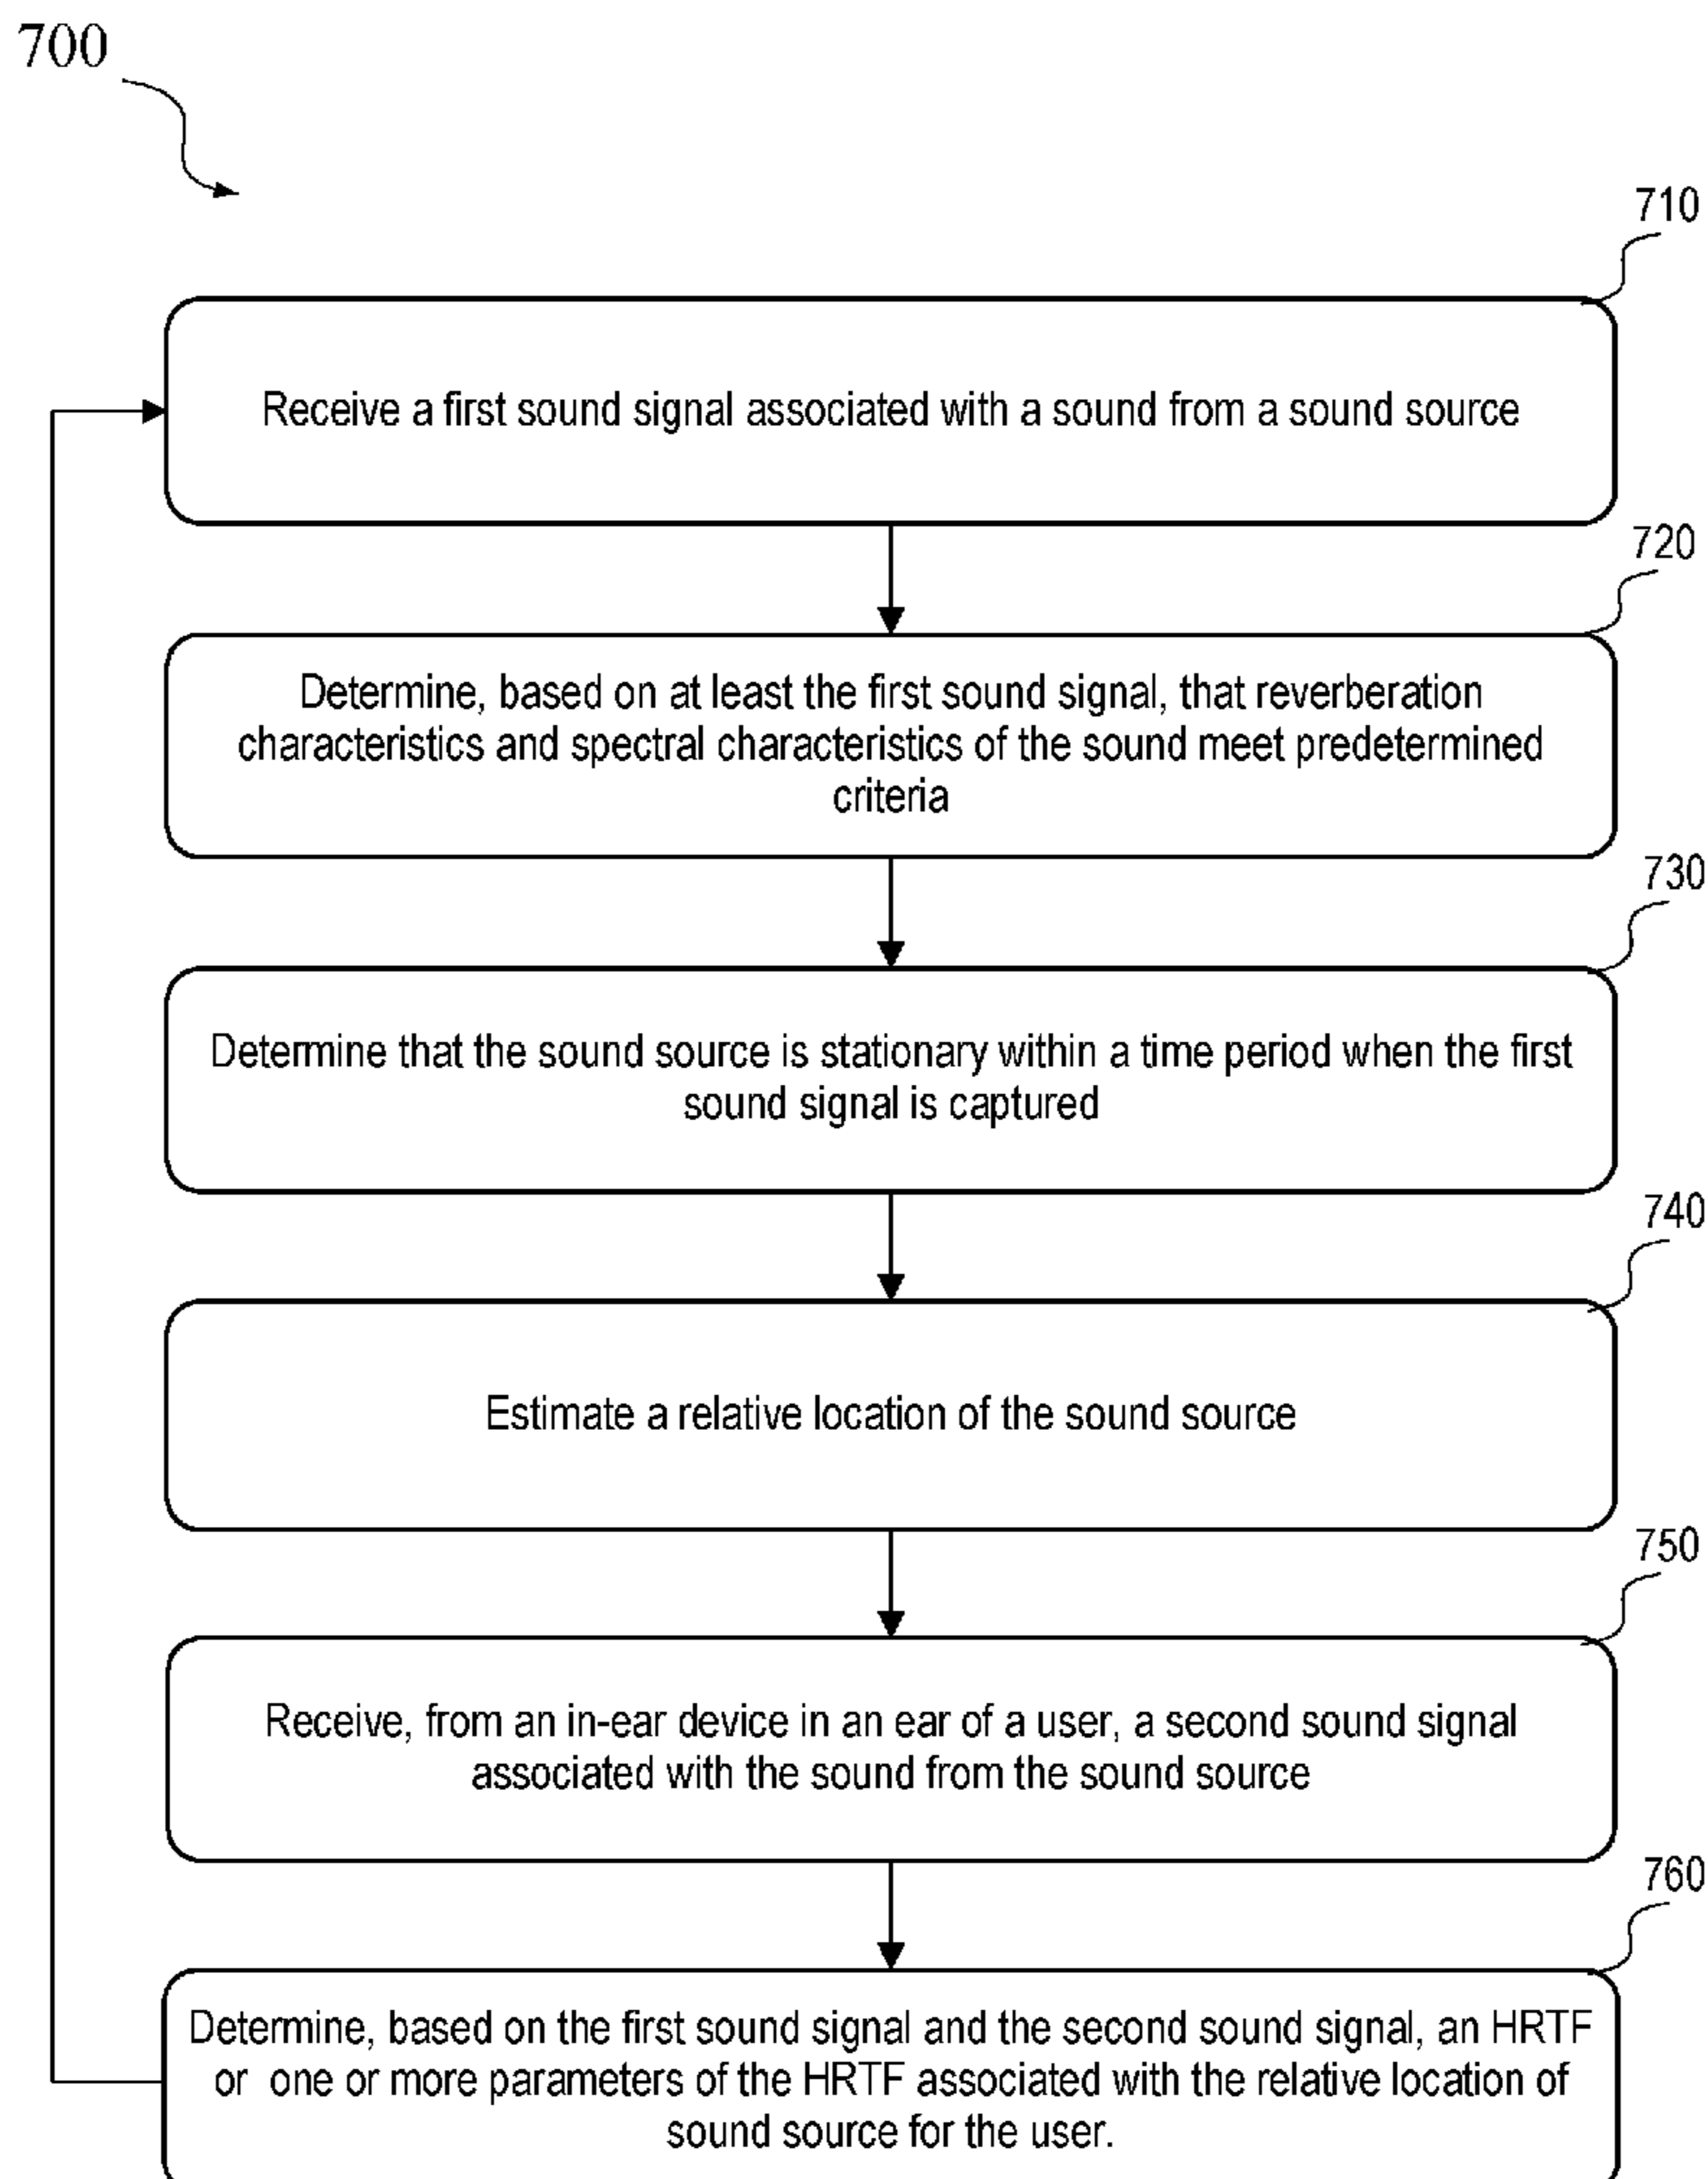 700
710
Receive a first sound signal associated with a sound from a sound source
720
Determine, based on at least the first sound signal, that reverberation
characteristics and spectral characteristics of the sound meet predetermined
criteria
730
Determine that the sound source is stationary within a time period when the first
sound signal is captured
740
Estimate a relative location of the sound source
750
Receive, from an in-ear device in an ear of a user, a second sound signal
associated with the sound from the sound source
760
Determine, based on the first sound signal and the second sound signal, an HRTF
or one or more parameters of the HRTF associated with the relative location of
sound source for the user.